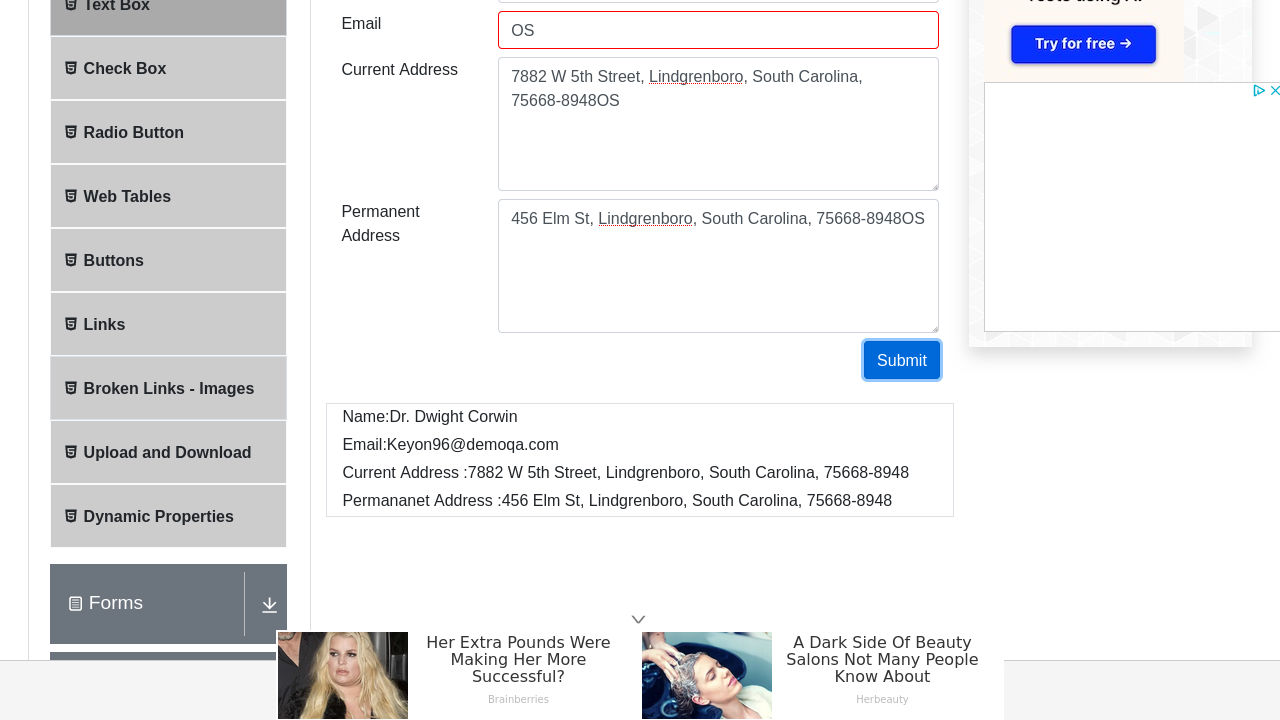 Text Box
Check Box
Radio Button
Web Tables
Buttons
Links
Broken Links - Images
Upload and Download
Dynamic Properties
Forms
Email
OS
Current Address
7882 W 5th Street, Lindgrenboro, South Carolina,
75668-8948OS
Permanent
Address
456 Elm St, Lindgrenboro, South Carolina, 75668-8948OS
Submit
Name:Dr. Dwight Corwin
Email:Keyon96@demoqa.com
Current Address :7882 W 5th Street, Lindgrenboro, South Carolina, 75668-8948
Permananet Address :456 Elm St, Lindgrenboro, South Carolina, 75668-8948
Try for free →
Her Extra Pounds Were
Making Her More
Successful?
Brainberries
A Dark Side Of Beauty
Salons Not Many People
Know About
Herbeauty